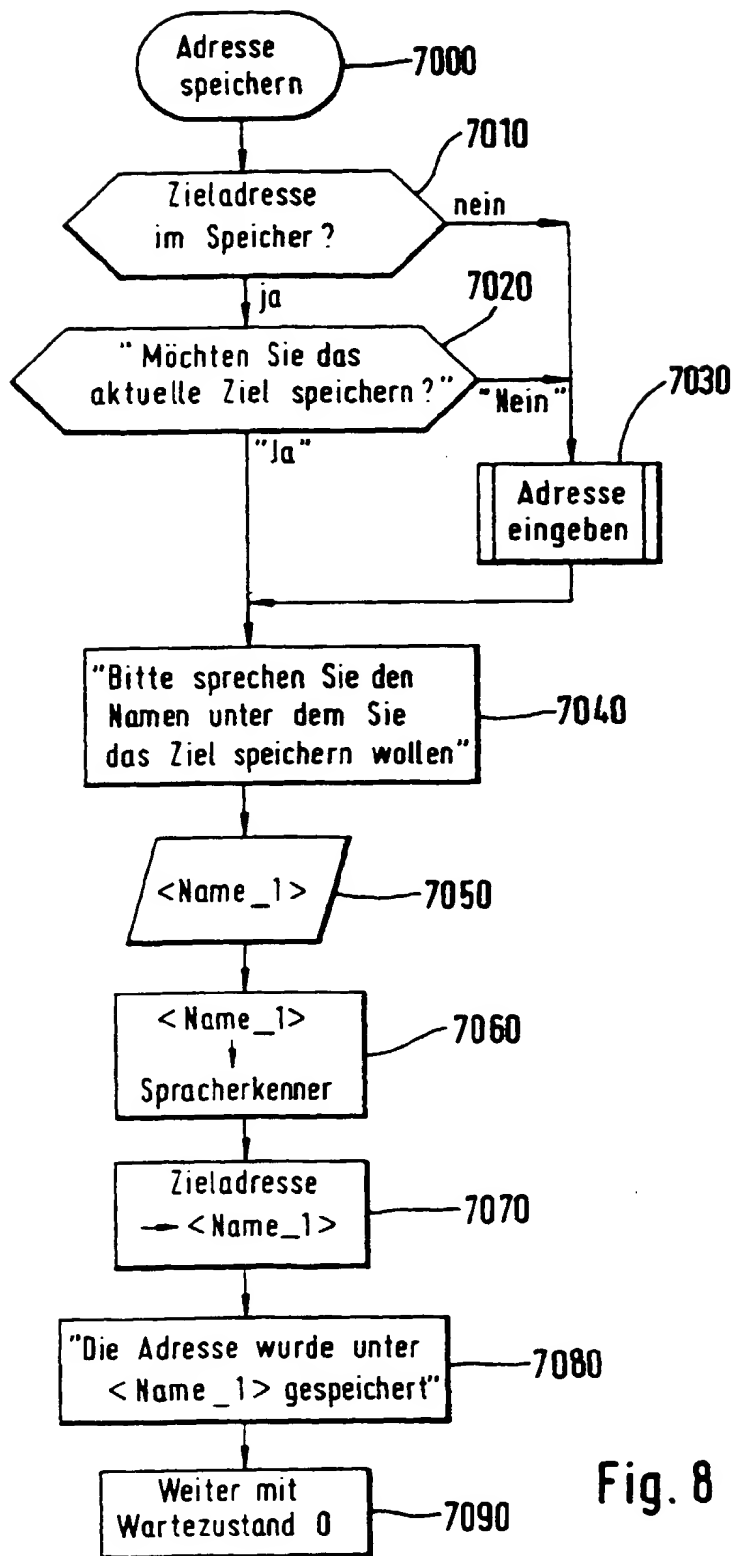 Adresse
speichern
7000
7010
Zieladresse
im Speicher?
nein
ja
7020
"Möchten Sie das
aktuelle Ziel speichern?"
"Nein"
7030
"Ja"
Adresse
eingeben
"Bitte sprechen Sie den
Namen unter dem Sie
das Ziel speichern wollen"
7040
<Name_1>
7050
<Name_1>
↓
Spracherkenner
7060
Zieladresse
→ <Name_1>
7070
"Die Adresse wurde unter
<Name_1> gespeichert"
7080
Weiter mit
Wartezustand 0
7090
Fig. 8